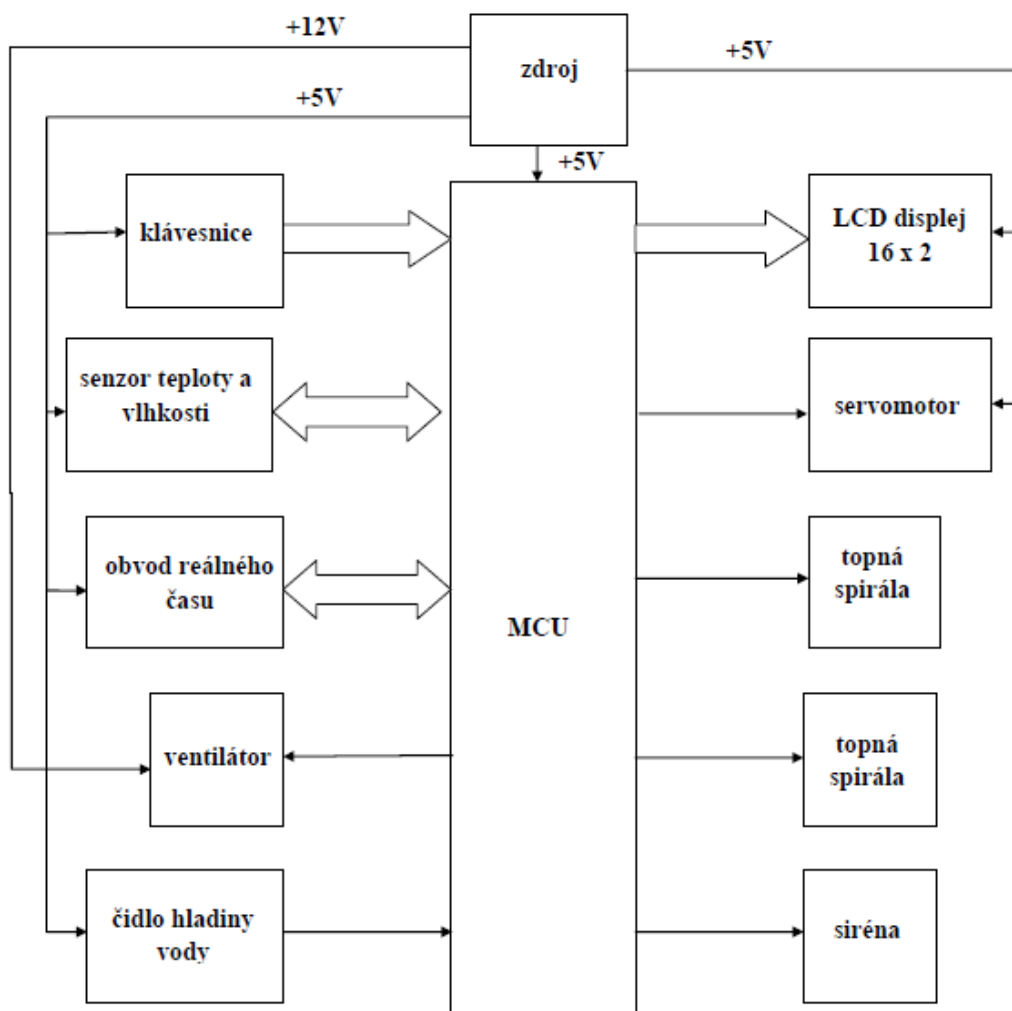 +12V
zdroj
+5V
+5V
+5V
klávesnice
LCD displej
16 x 2
senzor teploty a
vlhkosti
servomotor
obvod reálného
času
topná
spirála
MCU
ventilátor
topná
spirála
čidlo hladiny
vody
siréna